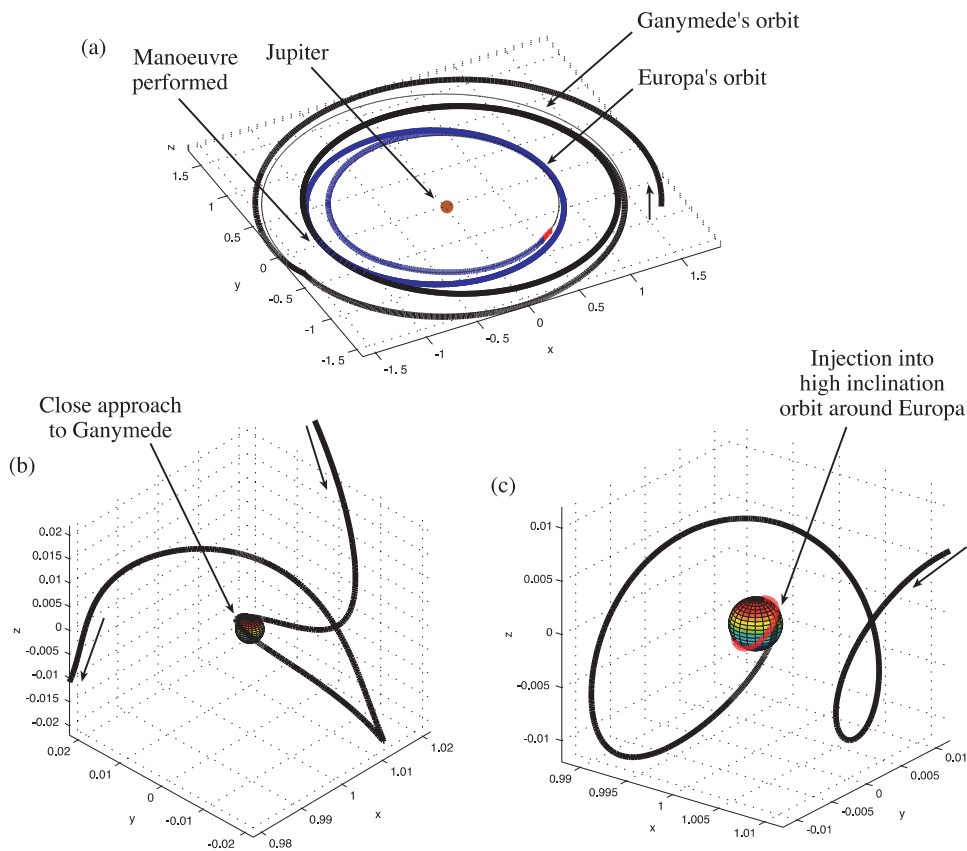 (a)
Manoeuvre
performed
Jupiter
Ganymede's orbit
Europa's orbit
z
1.5
1
0.5
0
-0. 5
-1
-1. 5
y
-1. 5
-1
-0. 5
0
0.5
1
1.5
x
Close approach
to Ganymede
(b)
0.02
0.015
0.01
0.005
0
-0.005
-0.01
-0.015
-0.02
z
0.02
0.01
0
-0.01
-0.02
y
0.98
0.99
1
1.01
1.02
x
Injection into
high inclination
orbit around Europa
(c)
0.01
0.005
0
-0.005
-0.01
z
0.99
0.995
1
1.005
1.01
x
-0.01
-0.005
0
0.005
0.01
y